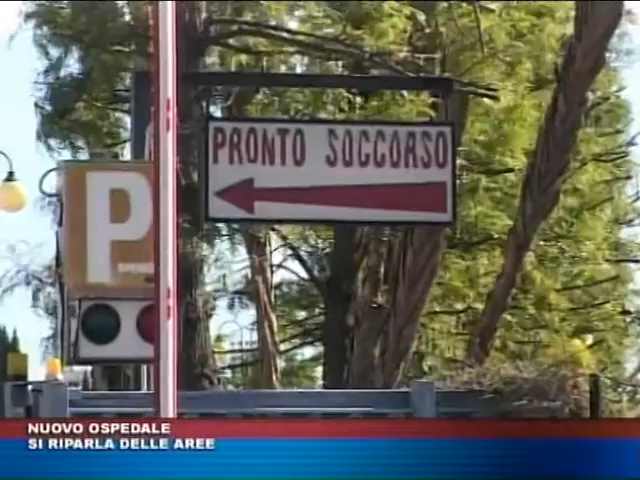 PRONTO SOCCORSO
P
NUOVO OSPEDALE
SI RIPARLA DELLE AREE